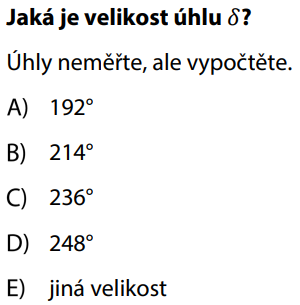 Jaká je velikost úhlu δ?
Úhly neměřte, ale vypočtěte.
A) 192°
B) 214°
C) 236°
D) 248°
E) jiná velikost